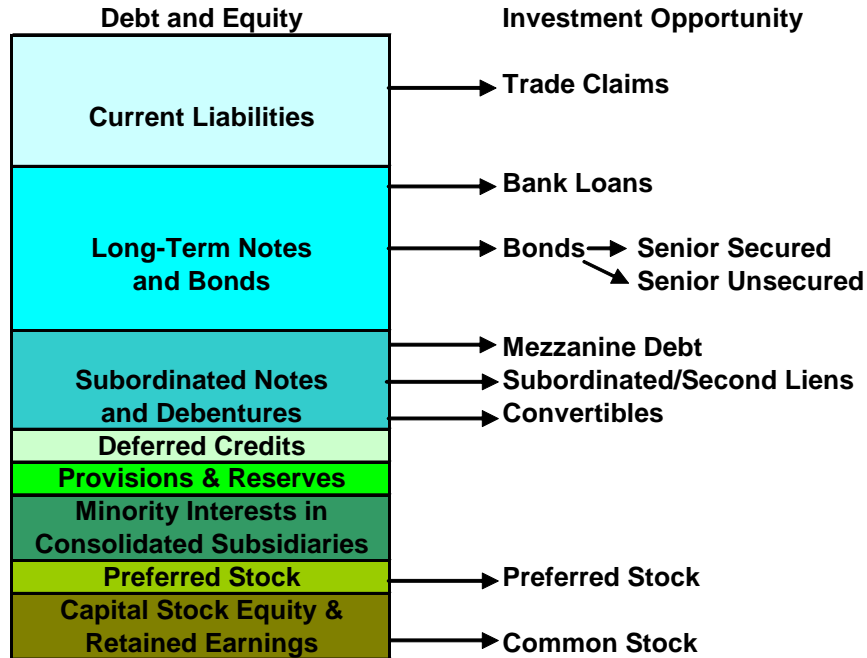 Debt and Equity
Investment Opportunity
Trade Claims
Current Liabilities
Bank Loans
Long-Term Notes
and Bonds
Bonds
Senior Secured
Senior Unsecured
Mezzanine Debt
Subordinated Notes
and Debentures
Subordinated/Second Liens
Convertibles
Deferred Credits
Provisions & Reserves
Minority Interests in
Consolidated Subsidiaries
Preferred Stock
Preferred Stock
Capital Stock Equity &
Retained Earnings
Common Stock